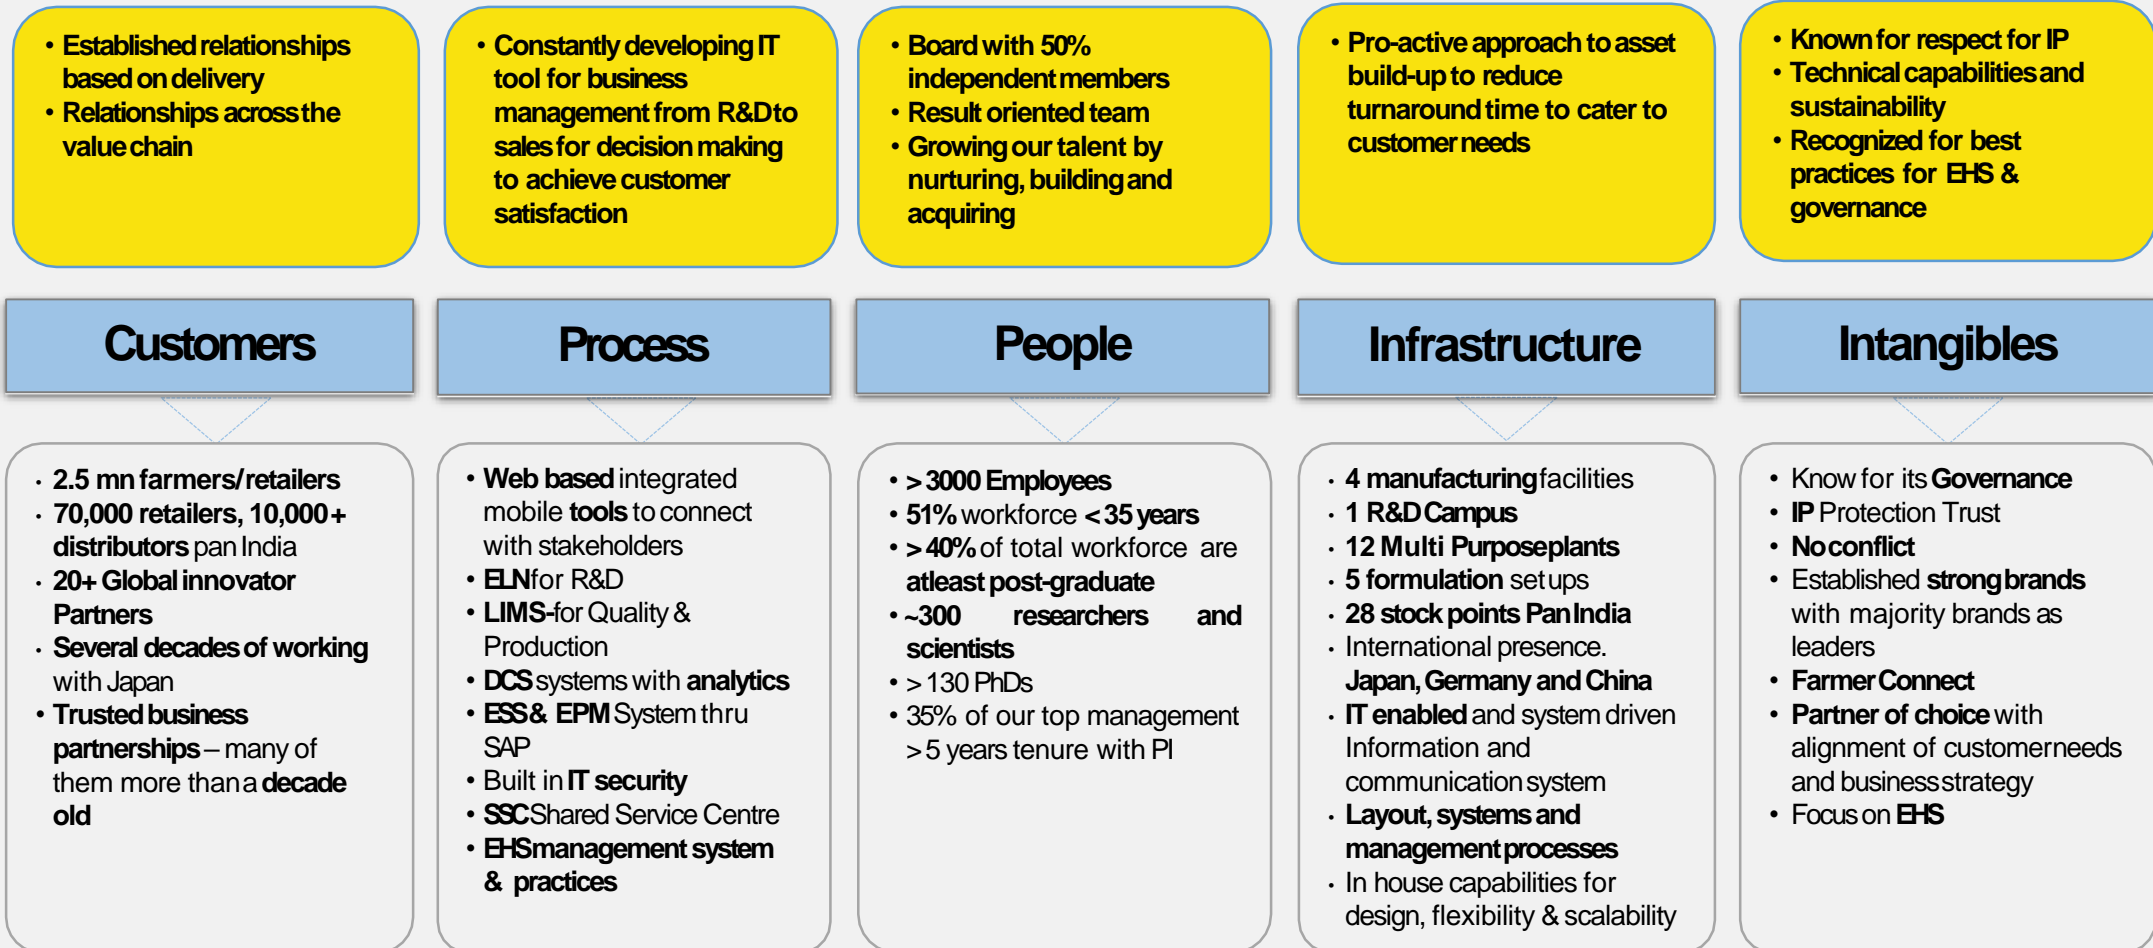 • Established relationships
based on delivery
• Relationships across the
value chain
• Constantly developing IT
tool for business
management from R&D to
sales for decision making
to achieve customer
satisfaction
• Board with 50%
independent members
• Result oriented team
• Growing our talent by
nurturing, building and
acquiring
• Pro-active approach to asset
build-up to reduce
turnaround time to cater to
customer needs
• Known for respect for IP
• Technical capabilities and
sustainability
• Recognized for best
practices for EHS &
governance
Customers
Process
People
Infrastructure
Intangibles
• 2.5 mn farmers/retailers
• 70,000 retailers, 10,000+
distributors pan India
• 20+ Global innovator
Partners
• Several decades of working
with Japan
• Trusted business
partnerships – many of
them more than a decade
old
• Web based integrated
mobile tools to connect
with stakeholders
• ELN for R&D
• LIMS-for Quality &
Production
• DCS systems with analytics
• ESS & EPM System thru
SAP
• Built in IT security
• SSC Shared Service Centre
• EHS management system
& practices
• > 3000 Employees
• 51% workforce < 35 years
• > 40% of total workforce are
atleast post-graduate
• ~300 researchers and
scientists
• > 130 PhDs
• 35% of our top management
> 5 years tenure with PI
• 4 manufacturing facilities
• 1 R&D Campus
• 12 Multi Purpose plants
• 5 formulation set ups
• 28 stock points Pan India
• International presence.
Japan, Germany and China
• IT enabled and system driven
Information and
communication system
• Layout, systems and
management processes
• In house capabilities for
design, flexibility & scalability
• Know for its Governance
• IP Protection Trust
• No conflict
• Established strong brands
with majority brands as
leaders
• Farmer Connect
• Partner of choice with
alignment of customer needs
and business strategy
• Focus on EHS